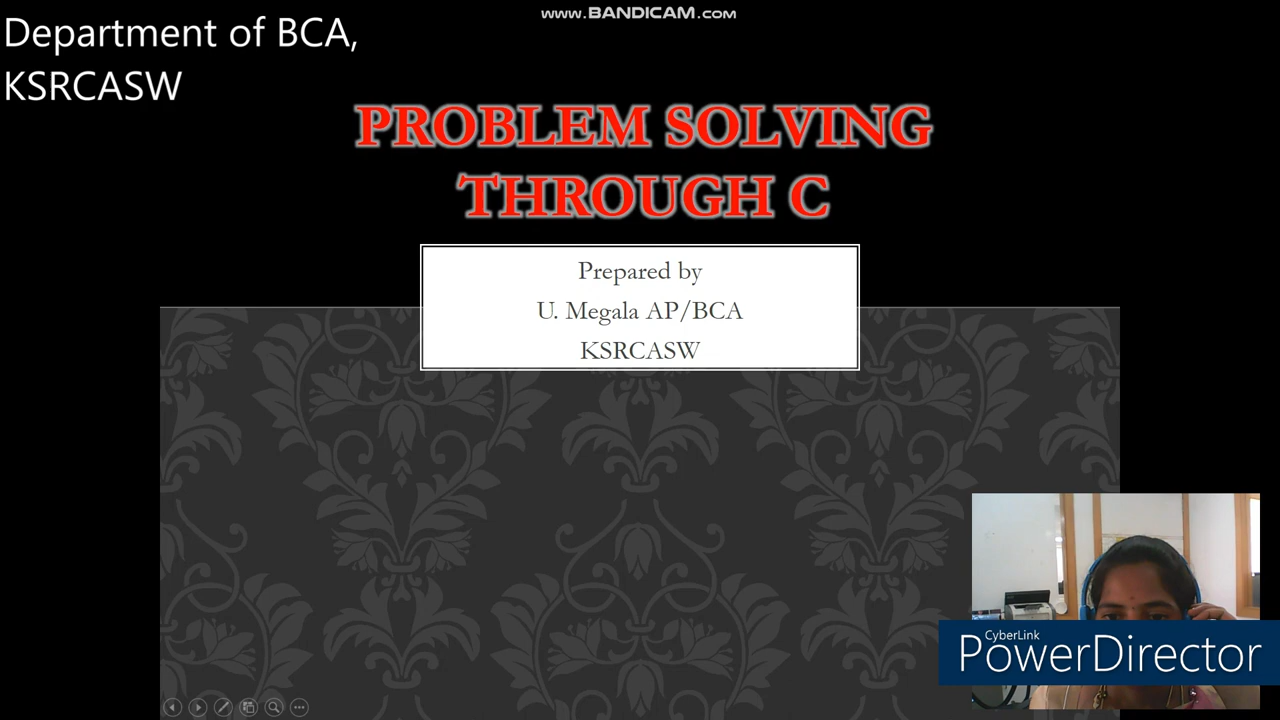 www.BANDICAM.com
Department of BCA,
KSRCASW
PROBLEM SOLVING
THROUGH C
Prepared by
U. Megala AP/BCA
KSRCASW
CyberLink
PowerDirector